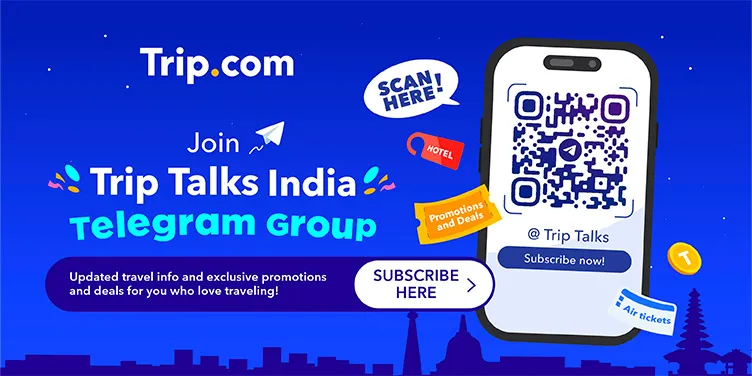 Trip.com
Join
Trip Talks India
Telegram Group
Updated travel info and exclusive promotions
and deals for you who love traveling!
SUBSCRIBE
HERE
SCAN
HERE!
HOTEL
Promotions
and Deals
@ Trip Talks
Subscribe now!
T
Air tickets